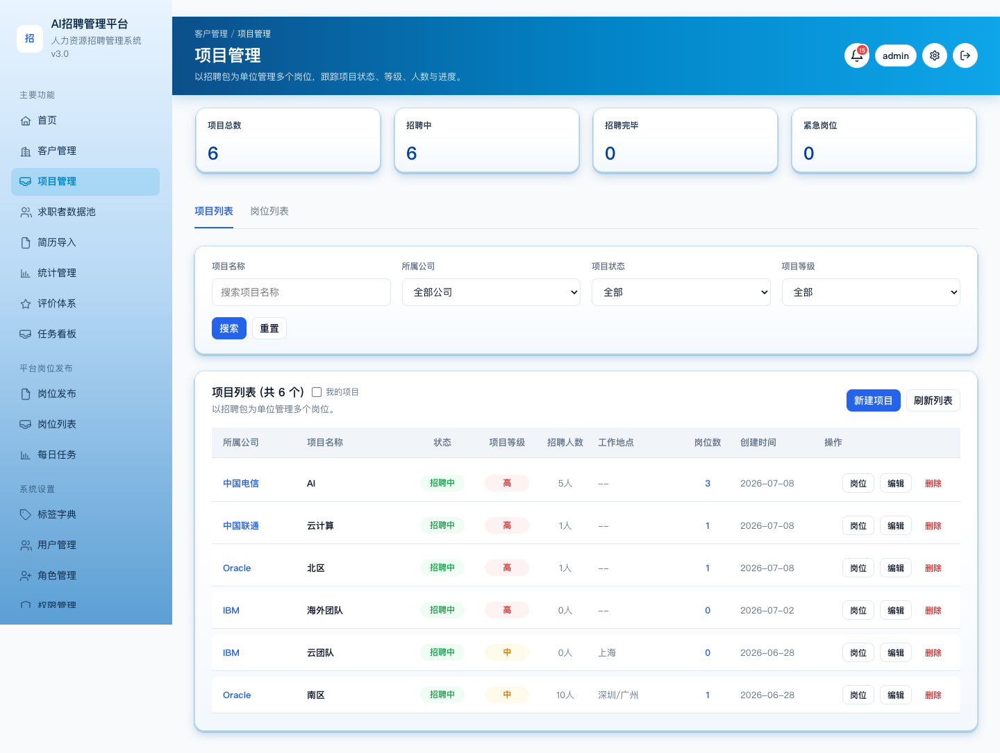 招
AI招聘管理平台
人力资源招聘管理系统
v3.0
主要功能
首页
客户管理
项目管理
求职者数据池
简历导入
统计管理
评价体系
任务看板
平台岗位发布
岗位发布
岗位列表
每日任务
系统设置
标签字典
用户管理
角色管理
权限管理
客户管理 / 项目管理
项目管理
以招聘包为单位管理多个岗位，跟踪项目状态、等级、人数与进度。
15
admin
项目总数
6
招聘中
6
招聘完毕
0
紧急岗位
0
项目列表 岗位列表
项目名称 所属公司 项目状态 项目等级
搜索项目名称 全部公司 全部 全部
搜索 重置
项目列表 (共 6 个) 我的项目
以招聘包为单位管理多个岗位。
新建项目 刷新列表
所属公司 项目名称 状态 项目等级 招聘人数 工作地点 岗位数 创建时间 操作
中国电信 AI 招聘中 高 5人 -- 3 2026-07-08 岗位 编辑 删除
中国联通 云计算 招聘中 高 1人 -- 1 2026-07-08 岗位 编辑 删除
Oracle 北区 招聘中 高 1人 -- 1 2026-07-08 岗位 编辑 删除
IBM 海外团队 招聘中 高 0人 -- 0 2026-07-02 岗位 编辑 删除
IBM 云团队 招聘中 中 0人 上海 0 2026-06-28 岗位 编辑 删除
Oracle 南区 招聘中 中 10人 深圳/广州 1 2026-06-28 岗位 编辑 删除